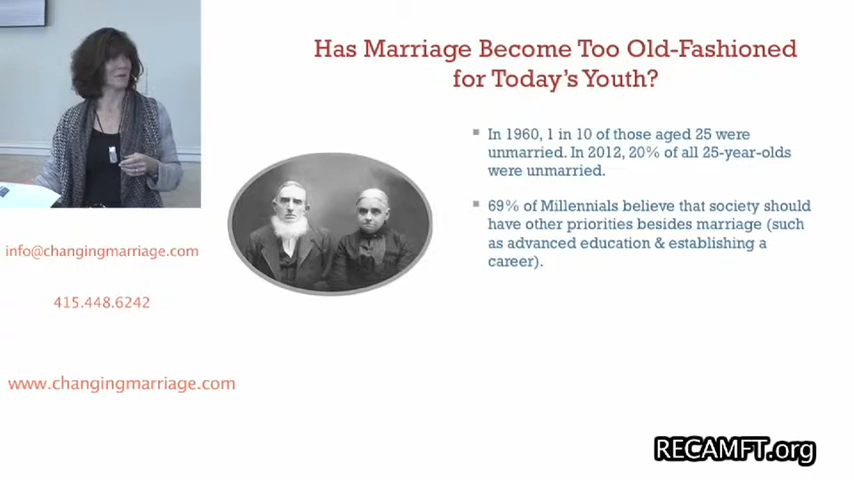 Has Marriage Become Too Old-Fashioned
for Today's Youth?
In 1960, 1 in 10 of those aged 25 were
unmarried. In 2012, 20% of all 25-year-olds
were unmarried.
69% of Millennials believe that society should
have other priorities besides marriage (such
as advanced education & establishing a
career).
info@changingmarriage.com
415.448.6242
www.changingmarriage.com
RECAMFT.org